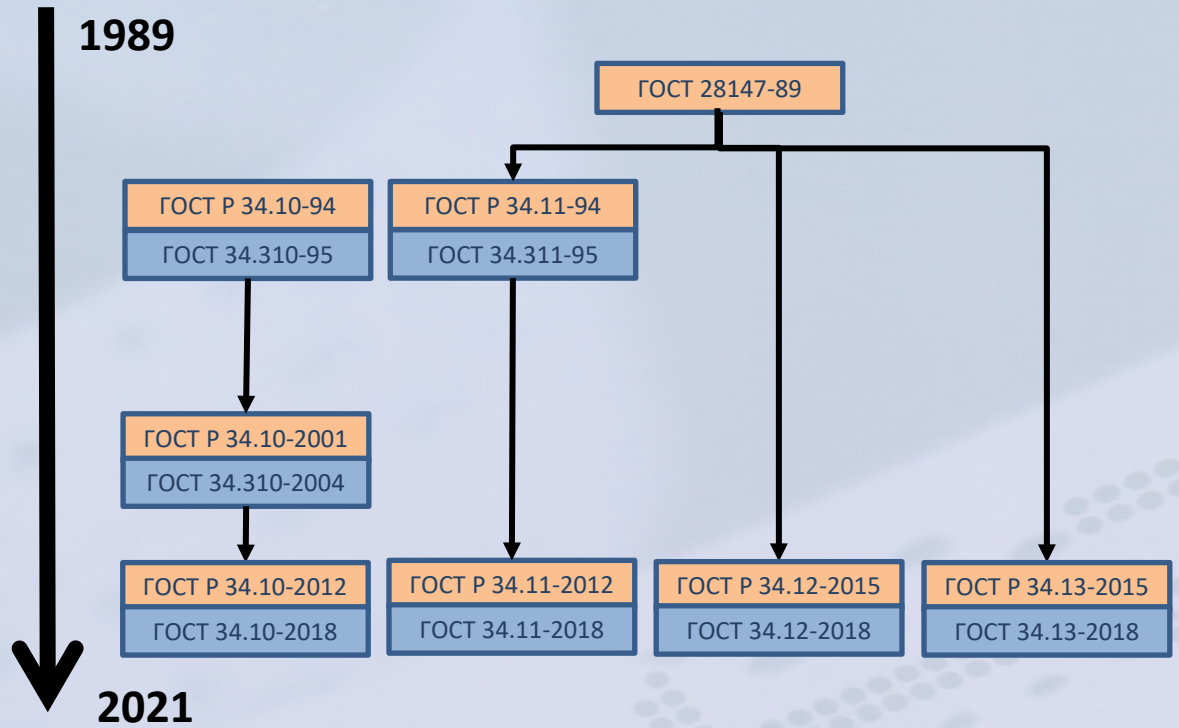 1989
ГОСТ 28147-89
ГОСТ Р 34.10-94
ГОСТ Р 34.11-94
ГОСТ 34.310-95
ГОСТ 34.311-95
ГОСТ Р 34.10-2001
ГОСТ 34.310-2004
ГОСТ Р 34.10-2012
ГОСТ Р 34.11-2012
ГОСТ Р 34.12-2015
ГОСТ Р 34.13-2015
ГОСТ 34.10-2018
ГОСТ 34.11-2018
ГОСТ 34.12-2018
ГОСТ 34.13-2018
2021